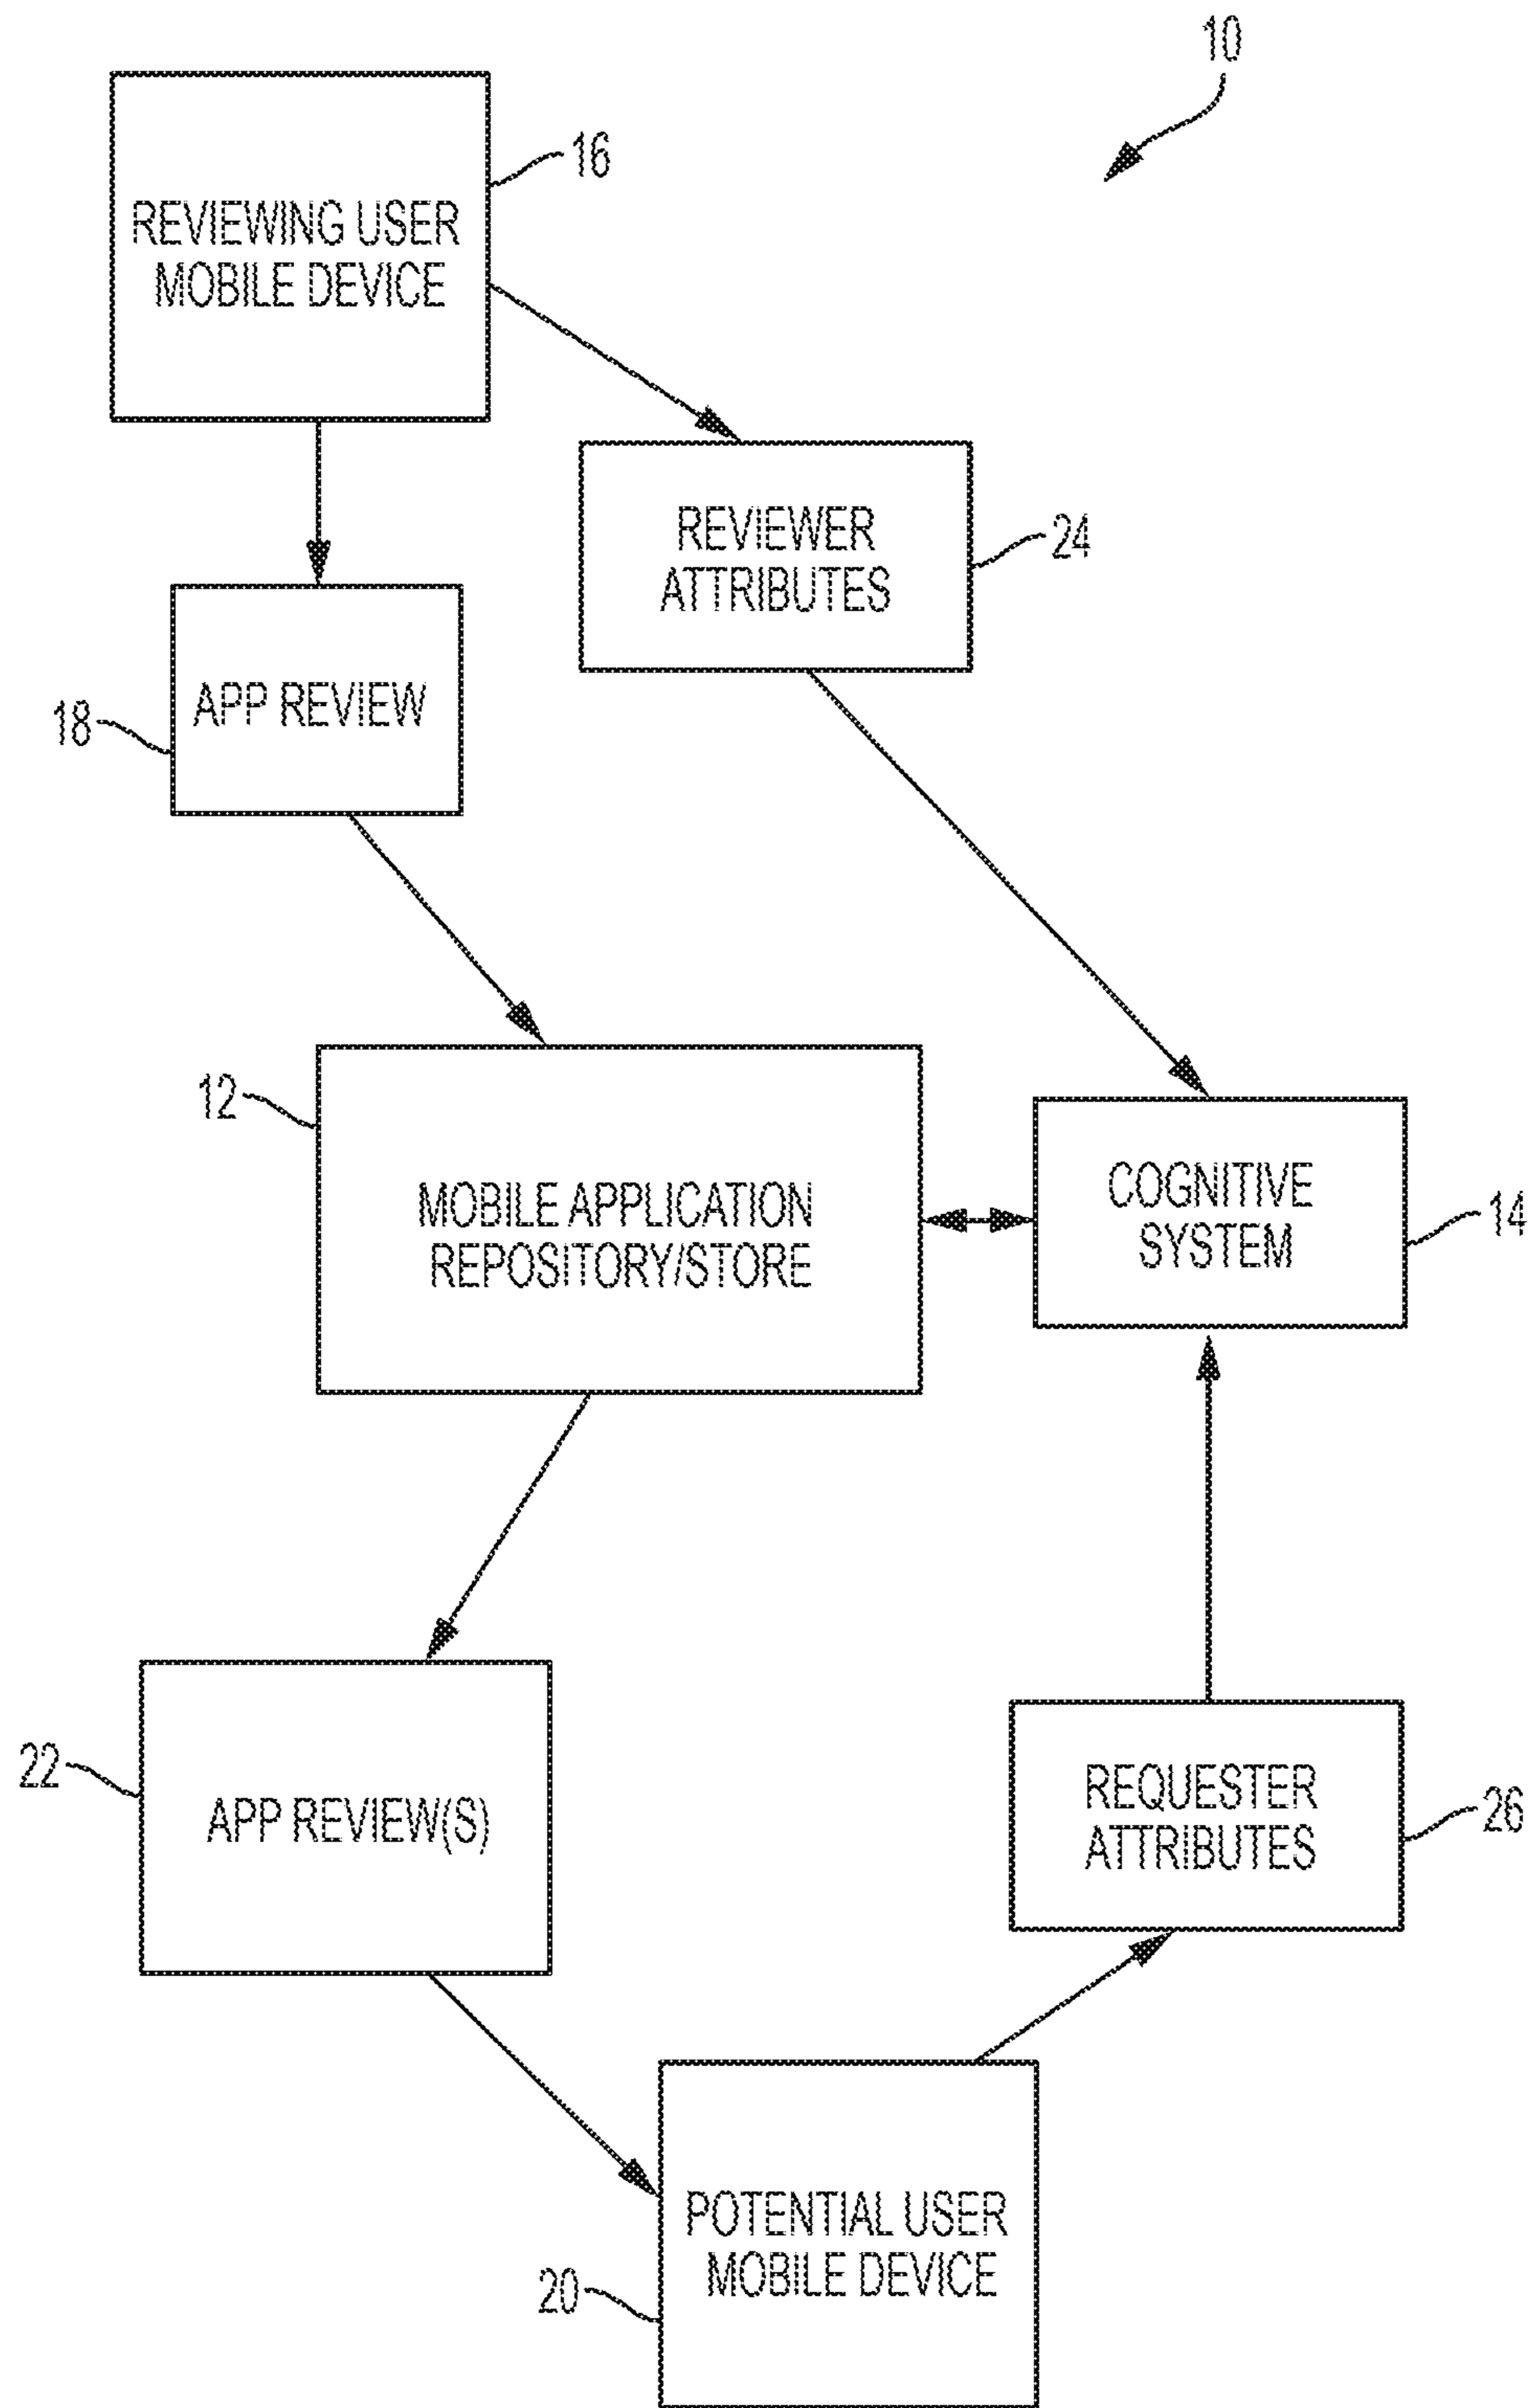 10
16
REVIEWING USER
MOBILE DEVICE
24
REVIEWER
ATTRIBUTES
18
APP REVIEW
12
MOBILE APPLICATION
REPOSITORY/STORE
COGNITIVE
SYSTEM
14
22
APP REVIEW(S)
REQUESTER
ATTRIBUTES
26
POTENTIAL USER
MOBILE DEVICE
20